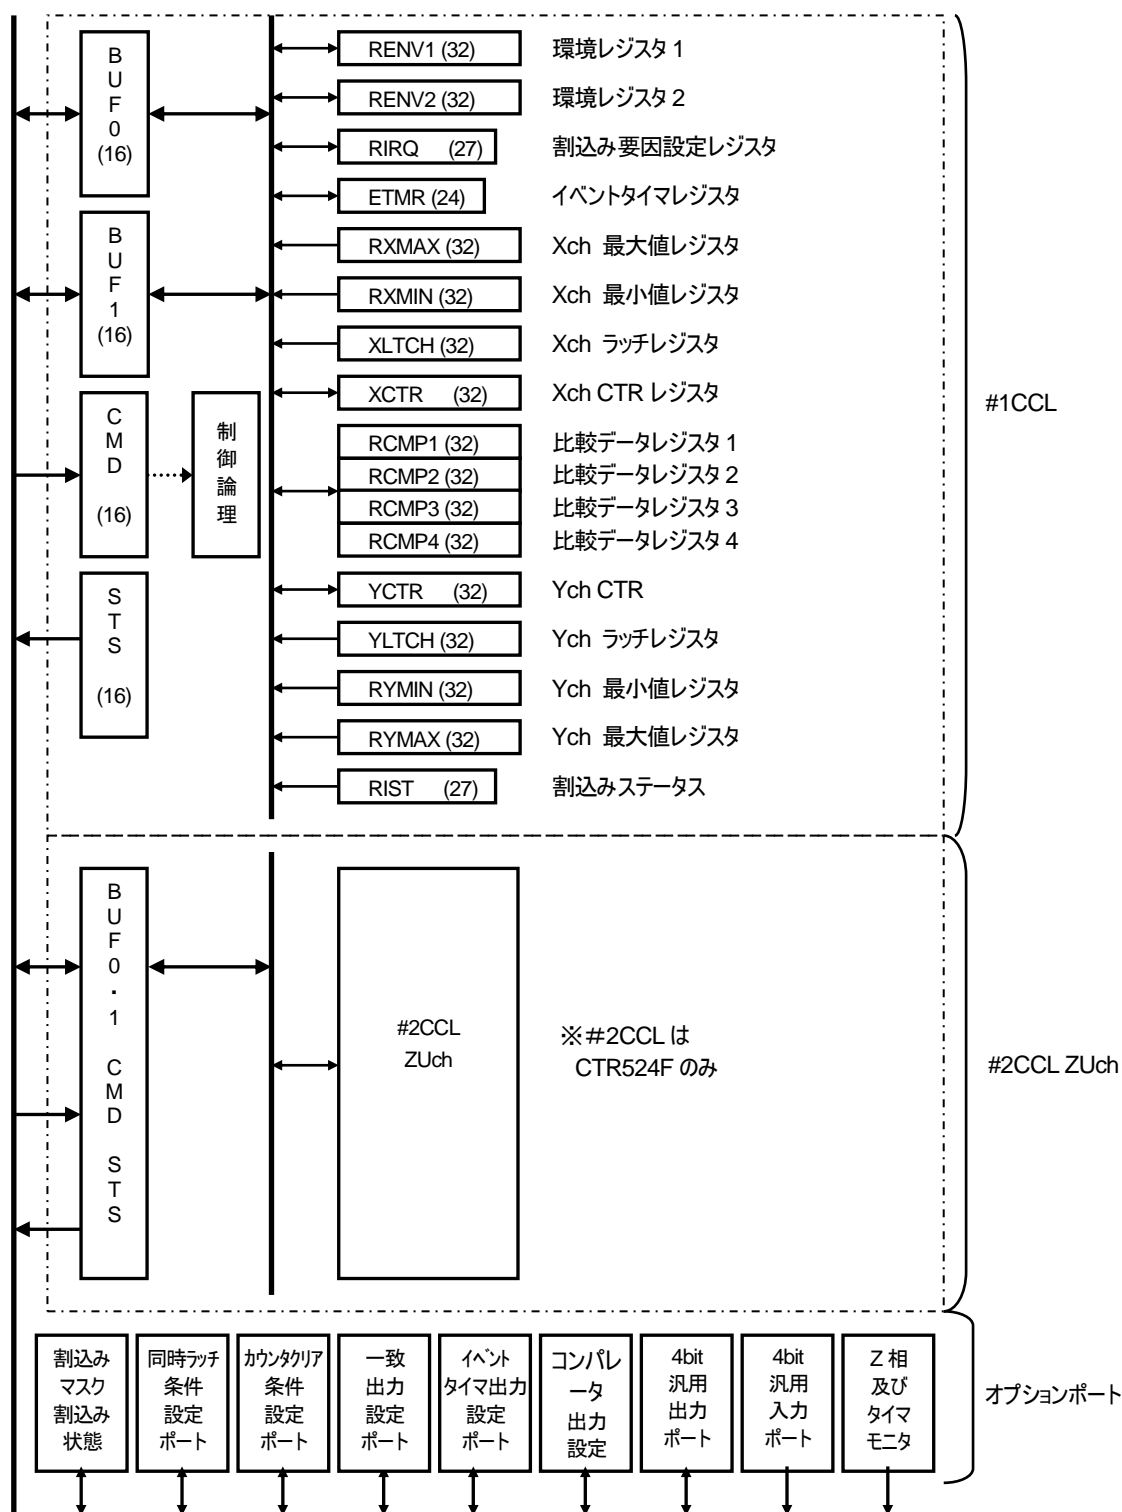 BUF0
(16)
BUF1
(16)
CMD
(16)
制御論理
STS
(16)
RENV1 (32) 環境レジスタ 1
RENV2 (32) 環境レジスタ 2
RIRQ (27) 割込み要因設定レジスタ
ETMR (24) イベントタイマレジスタ
RXMAX (32) Xch 最大値レジスタ
RXMIN (32) Xch 最小値レジスタ
XLTCH (32) Xch ラッチレジスタ
XCTR (32) Xch CTR レジスタ
RCMP1 (32) 比較データレジスタ 1
RCMP2 (32) 比較データレジスタ 2
RCMP3 (32) 比較データレジスタ 3
RCMP4 (32) 比較データレジスタ 4
YCTR (32) Ych CTR
YLTCH (32) Ych ラッチレジスタ
RYMIN (32) Ych 最小値レジスタ
RYMAX (32) Ych 最大値レジスタ
RIST (27) 割込みステータス
#1CCL
BUF0・1 CMD STS
#2CCL
ZUch
※#2CCL は
CTR524F のみ
#2CCL ZUch
割込み
マスク
割込み
状態
同時ラッチ
条件
設定
ポート
カウンタクリア
条件
設定
ポート
一致
出力
設定
ポート
イベント
タイマ出力
設定
ポート
コンパレ
ータ
出力
設定
4bit
汎用
出力
ポート
4bit
汎用
入力
ポート
Z 相
及び
タイマ
モニタ
オプションポート